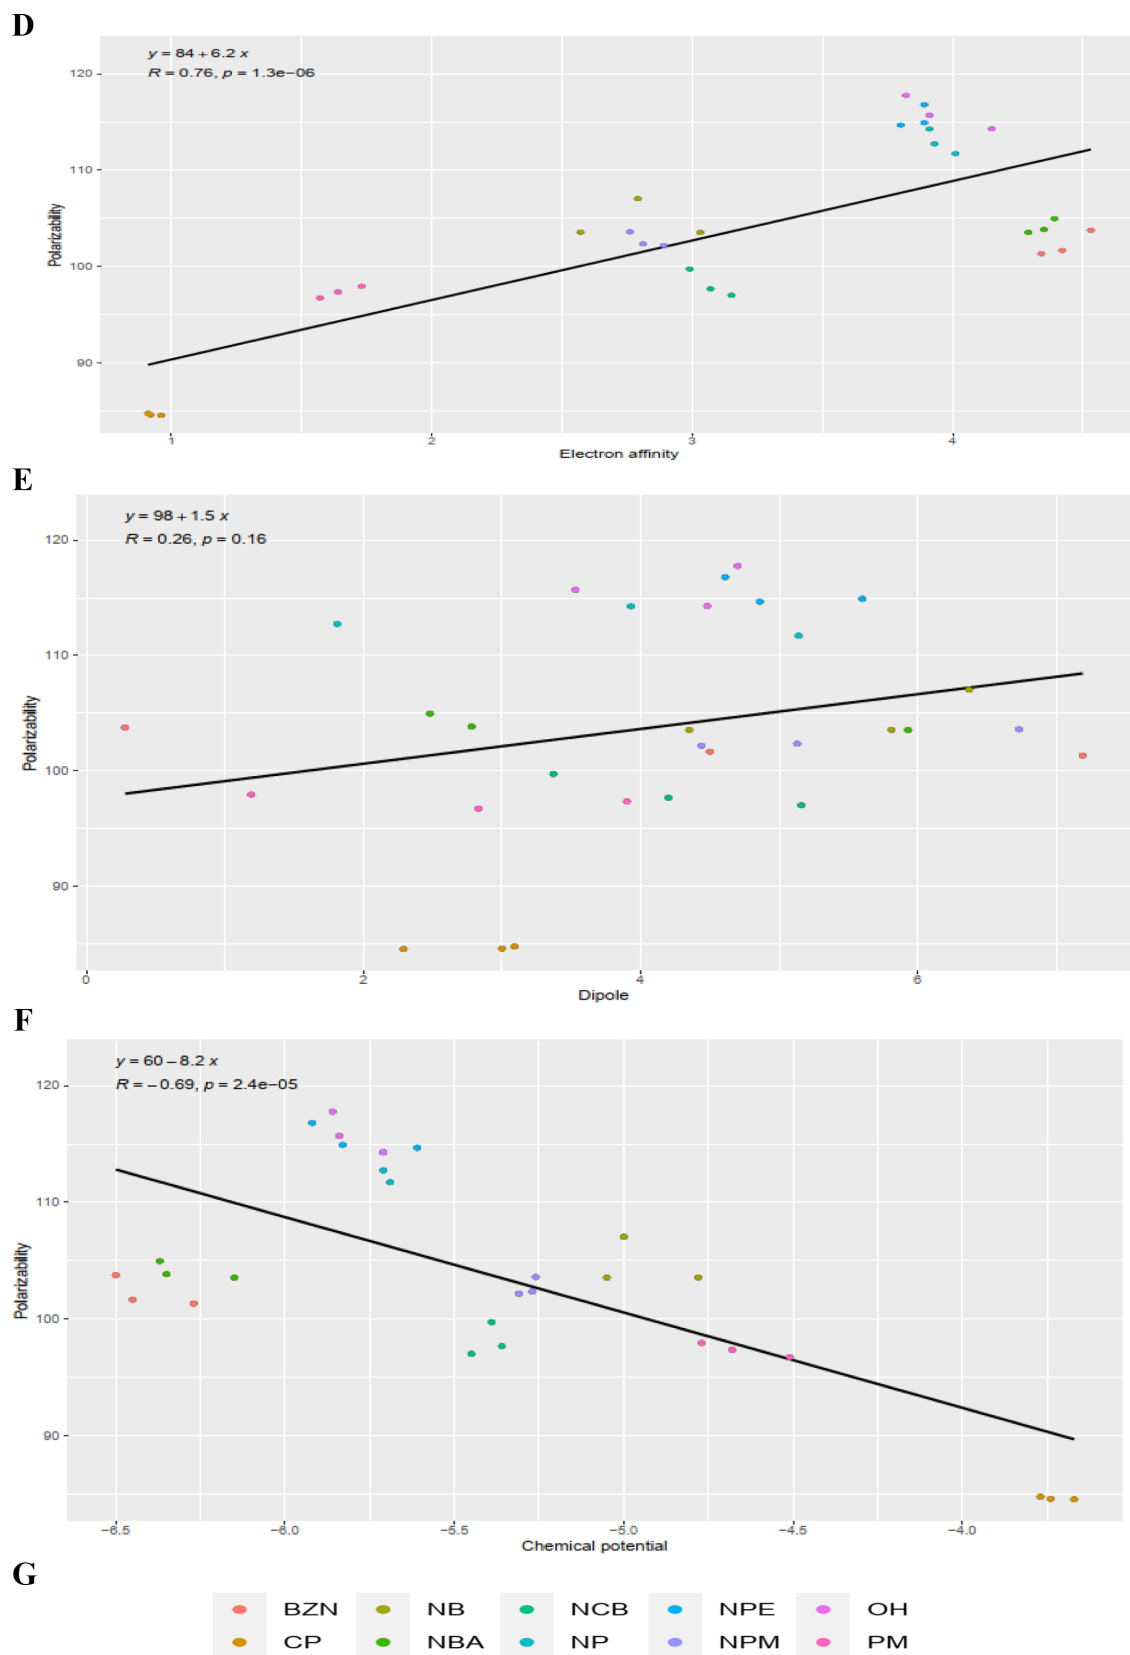 D
y = 84 + 6.2 x
R = 0.76, p = 1.3e−06
120
110
100
90
Polarizability
1 2 3 4
Electron affinity
E
y = 98 + 1.5 x
R = 0.26, p = 0.16
120
110
100
90
Polarizability
0 2 4 6
Dipole
F
y = 60 − 8.2 x
R = −0.69, p = 2.4e−05
120
110
100
90
Polarizability
−6.5 −6.0 −5.5 −5.0 −4.5 −4.0
Chemical potential
G
BZN NB NCB NPE OH
CP NBA NP NPM PM